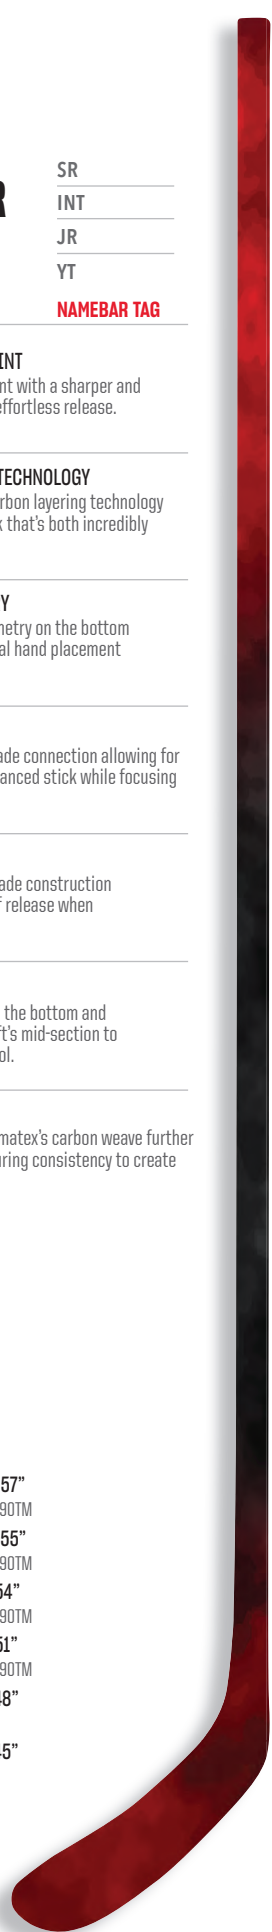 R
SR
INT
JR
YT
NAMEBAR TAG
INT
nt with a sharper and
effortless release.
TECHNOLOGY
rbon layering technology
k that's both incredibly
Y
netry on the bottom
al hand placement
ade connection allowing for
anced stick while focusing
ade construction
f release when
the bottom and
ft's mid-section to
ol.
matex's carbon weave further
uring consistency to create
57”
90TM
55”
90TM
54”
90TM
51”
90TM
48”
45”